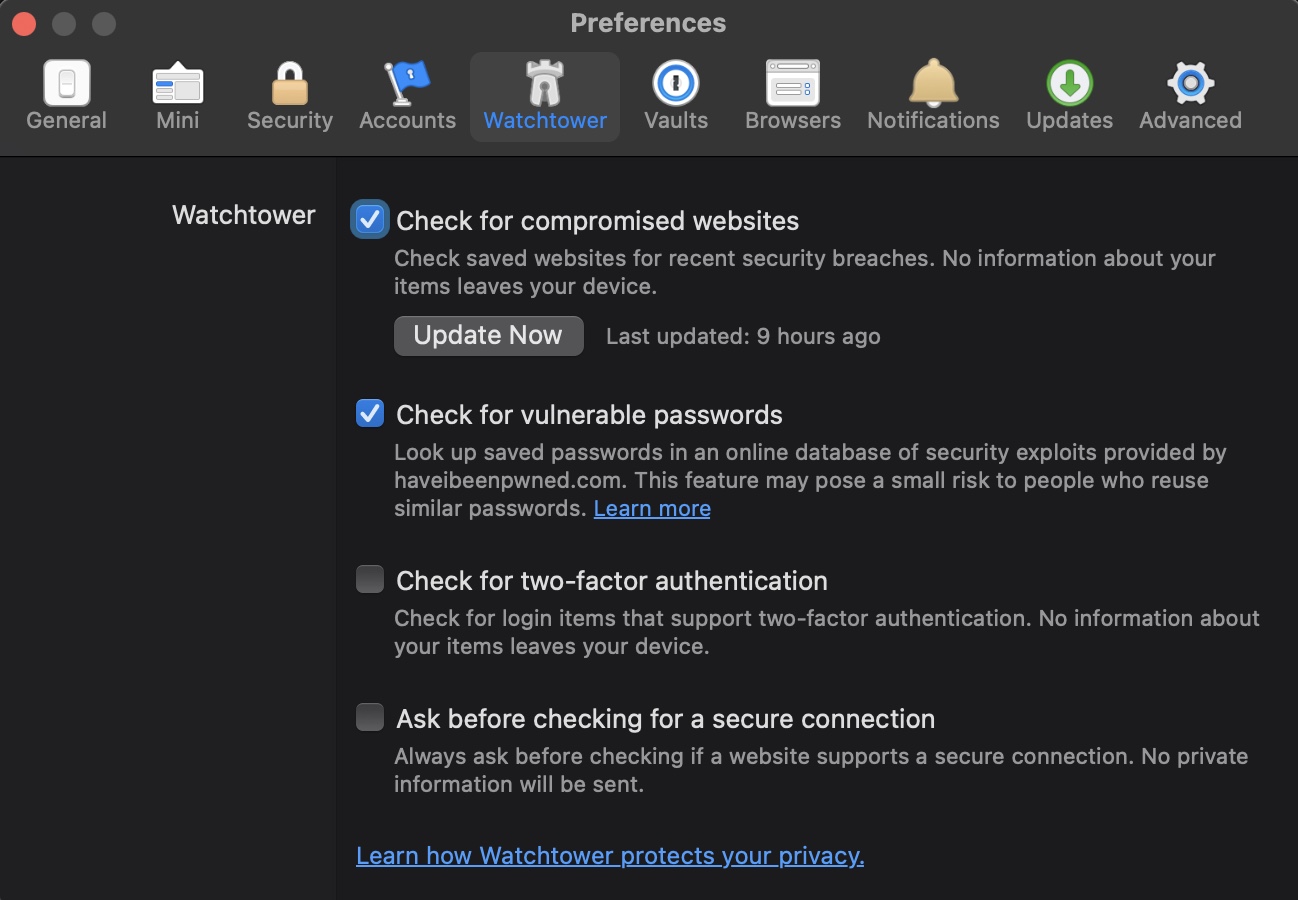 Preferences
General
Mini
Security
Accounts
Watchtower
Vaults
Browsers
Notifications
Updates
Advanced
Watchtower
Check for compromised websites
Check saved websites for recent security breaches. No information about your
items leaves your device.
Update Now
Last updated: 9 hours ago
Check for vulnerable passwords
Look up saved passwords in an online database of security exploits provided by
haveibeenpwned.com. This feature may pose a small risk to people who reuse
similar passwords. Learn more
Check for two-factor authentication
Check for login items that support two-factor authentication. No information about
your items leaves your device.
Ask before checking for a secure connection
Always ask before checking if a website supports a secure connection. No private
information will be sent.
Learn how Watchtower protects your privacy.